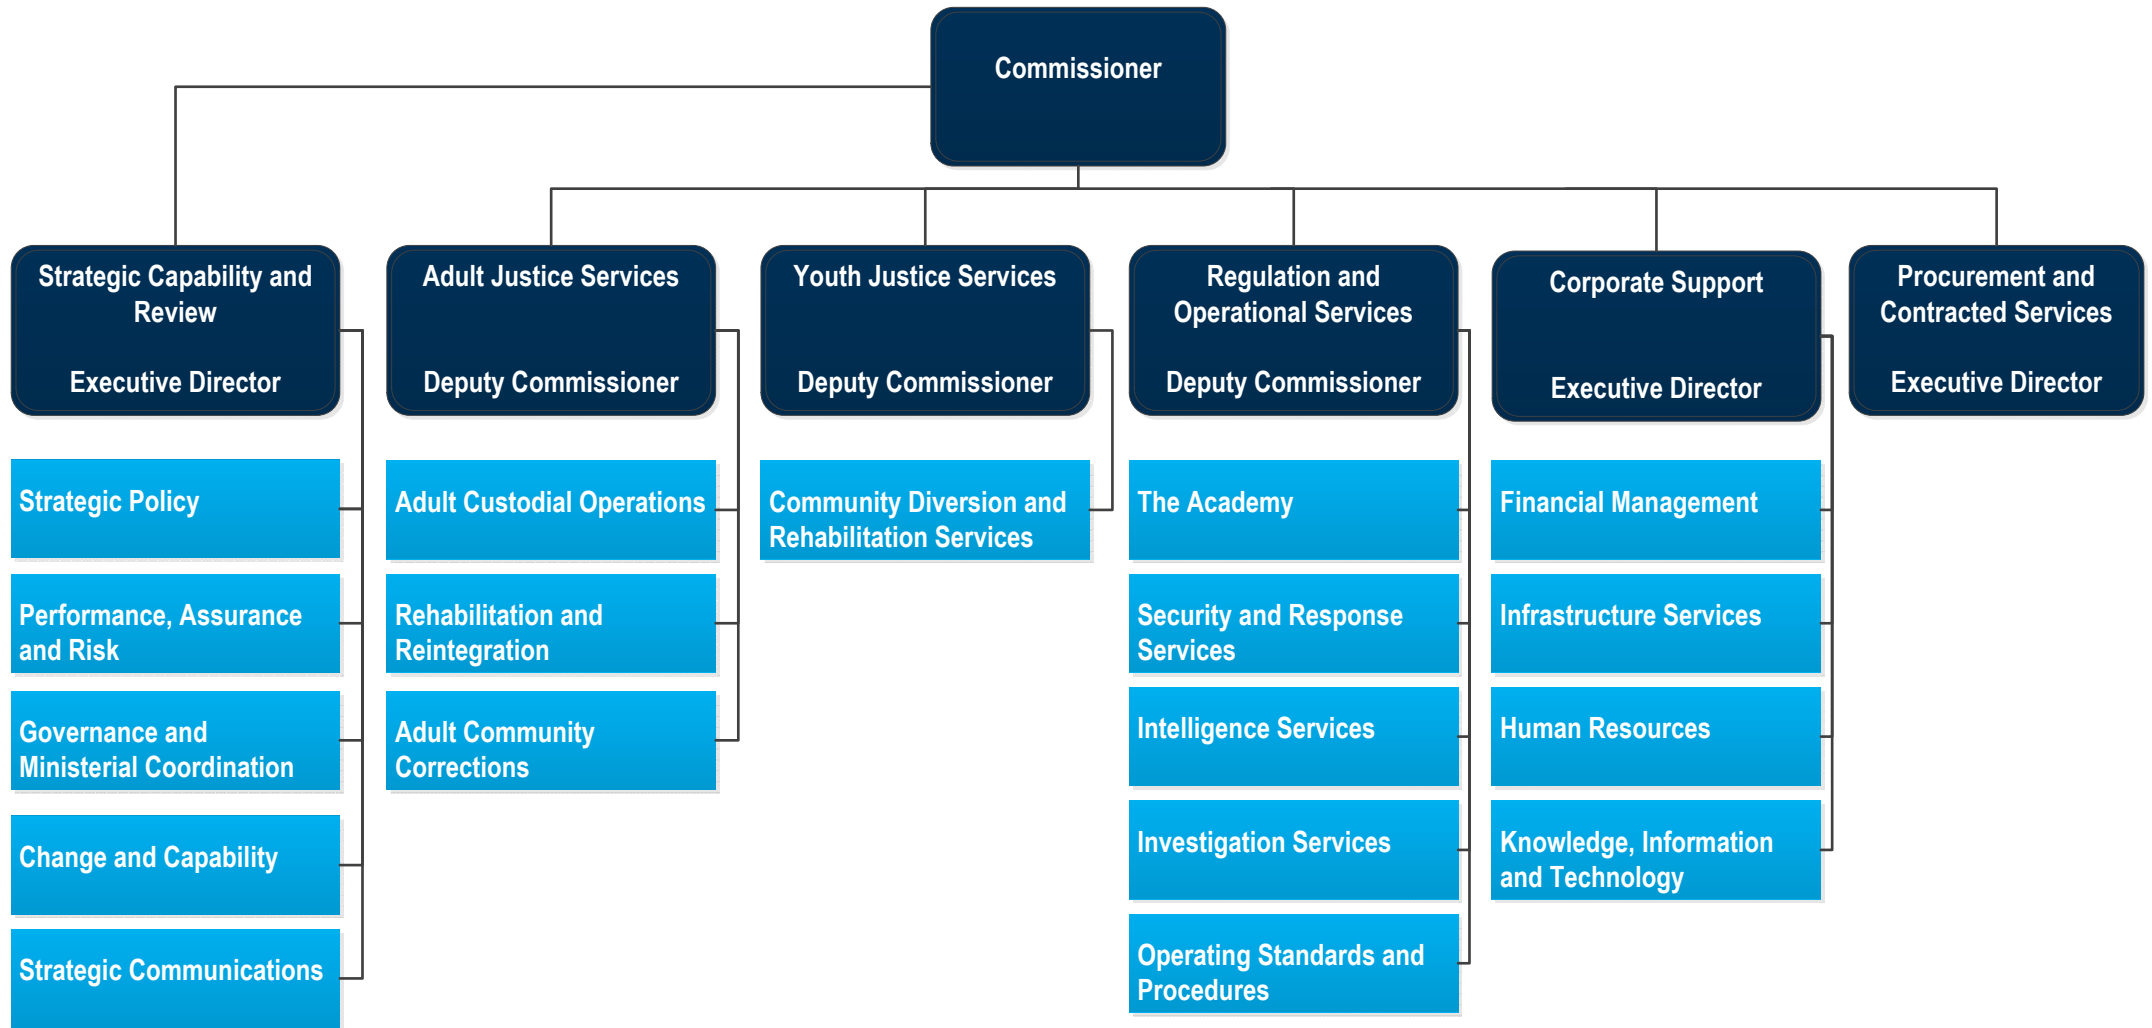 Commissioner
Strategic Capability and
Review
Executive Director
Strategic Policy
Performance, Assurance
and Risk
Governance and
Ministerial Coordination
Change and Capability
Strategic Communications
Adult Justice Services
Deputy Commissioner
Adult Custodial Operations
Rehabilitation and
Reintegration
Adult Community
Corrections
Youth Justice Services
Deputy Commissioner
Community Diversion and
Rehabilitation Services
Regulation and
Operational Services
Deputy Commissioner
The Academy
Security and Response
Services
Intelligence Services
Investigation Services
Operating Standards and
Procedures
Corporate Support
Executive Director
Financial Management
Infrastructure Services
Human Resources
Knowledge, Information
and Technology
Procurement and
Contracted Services
Executive Director